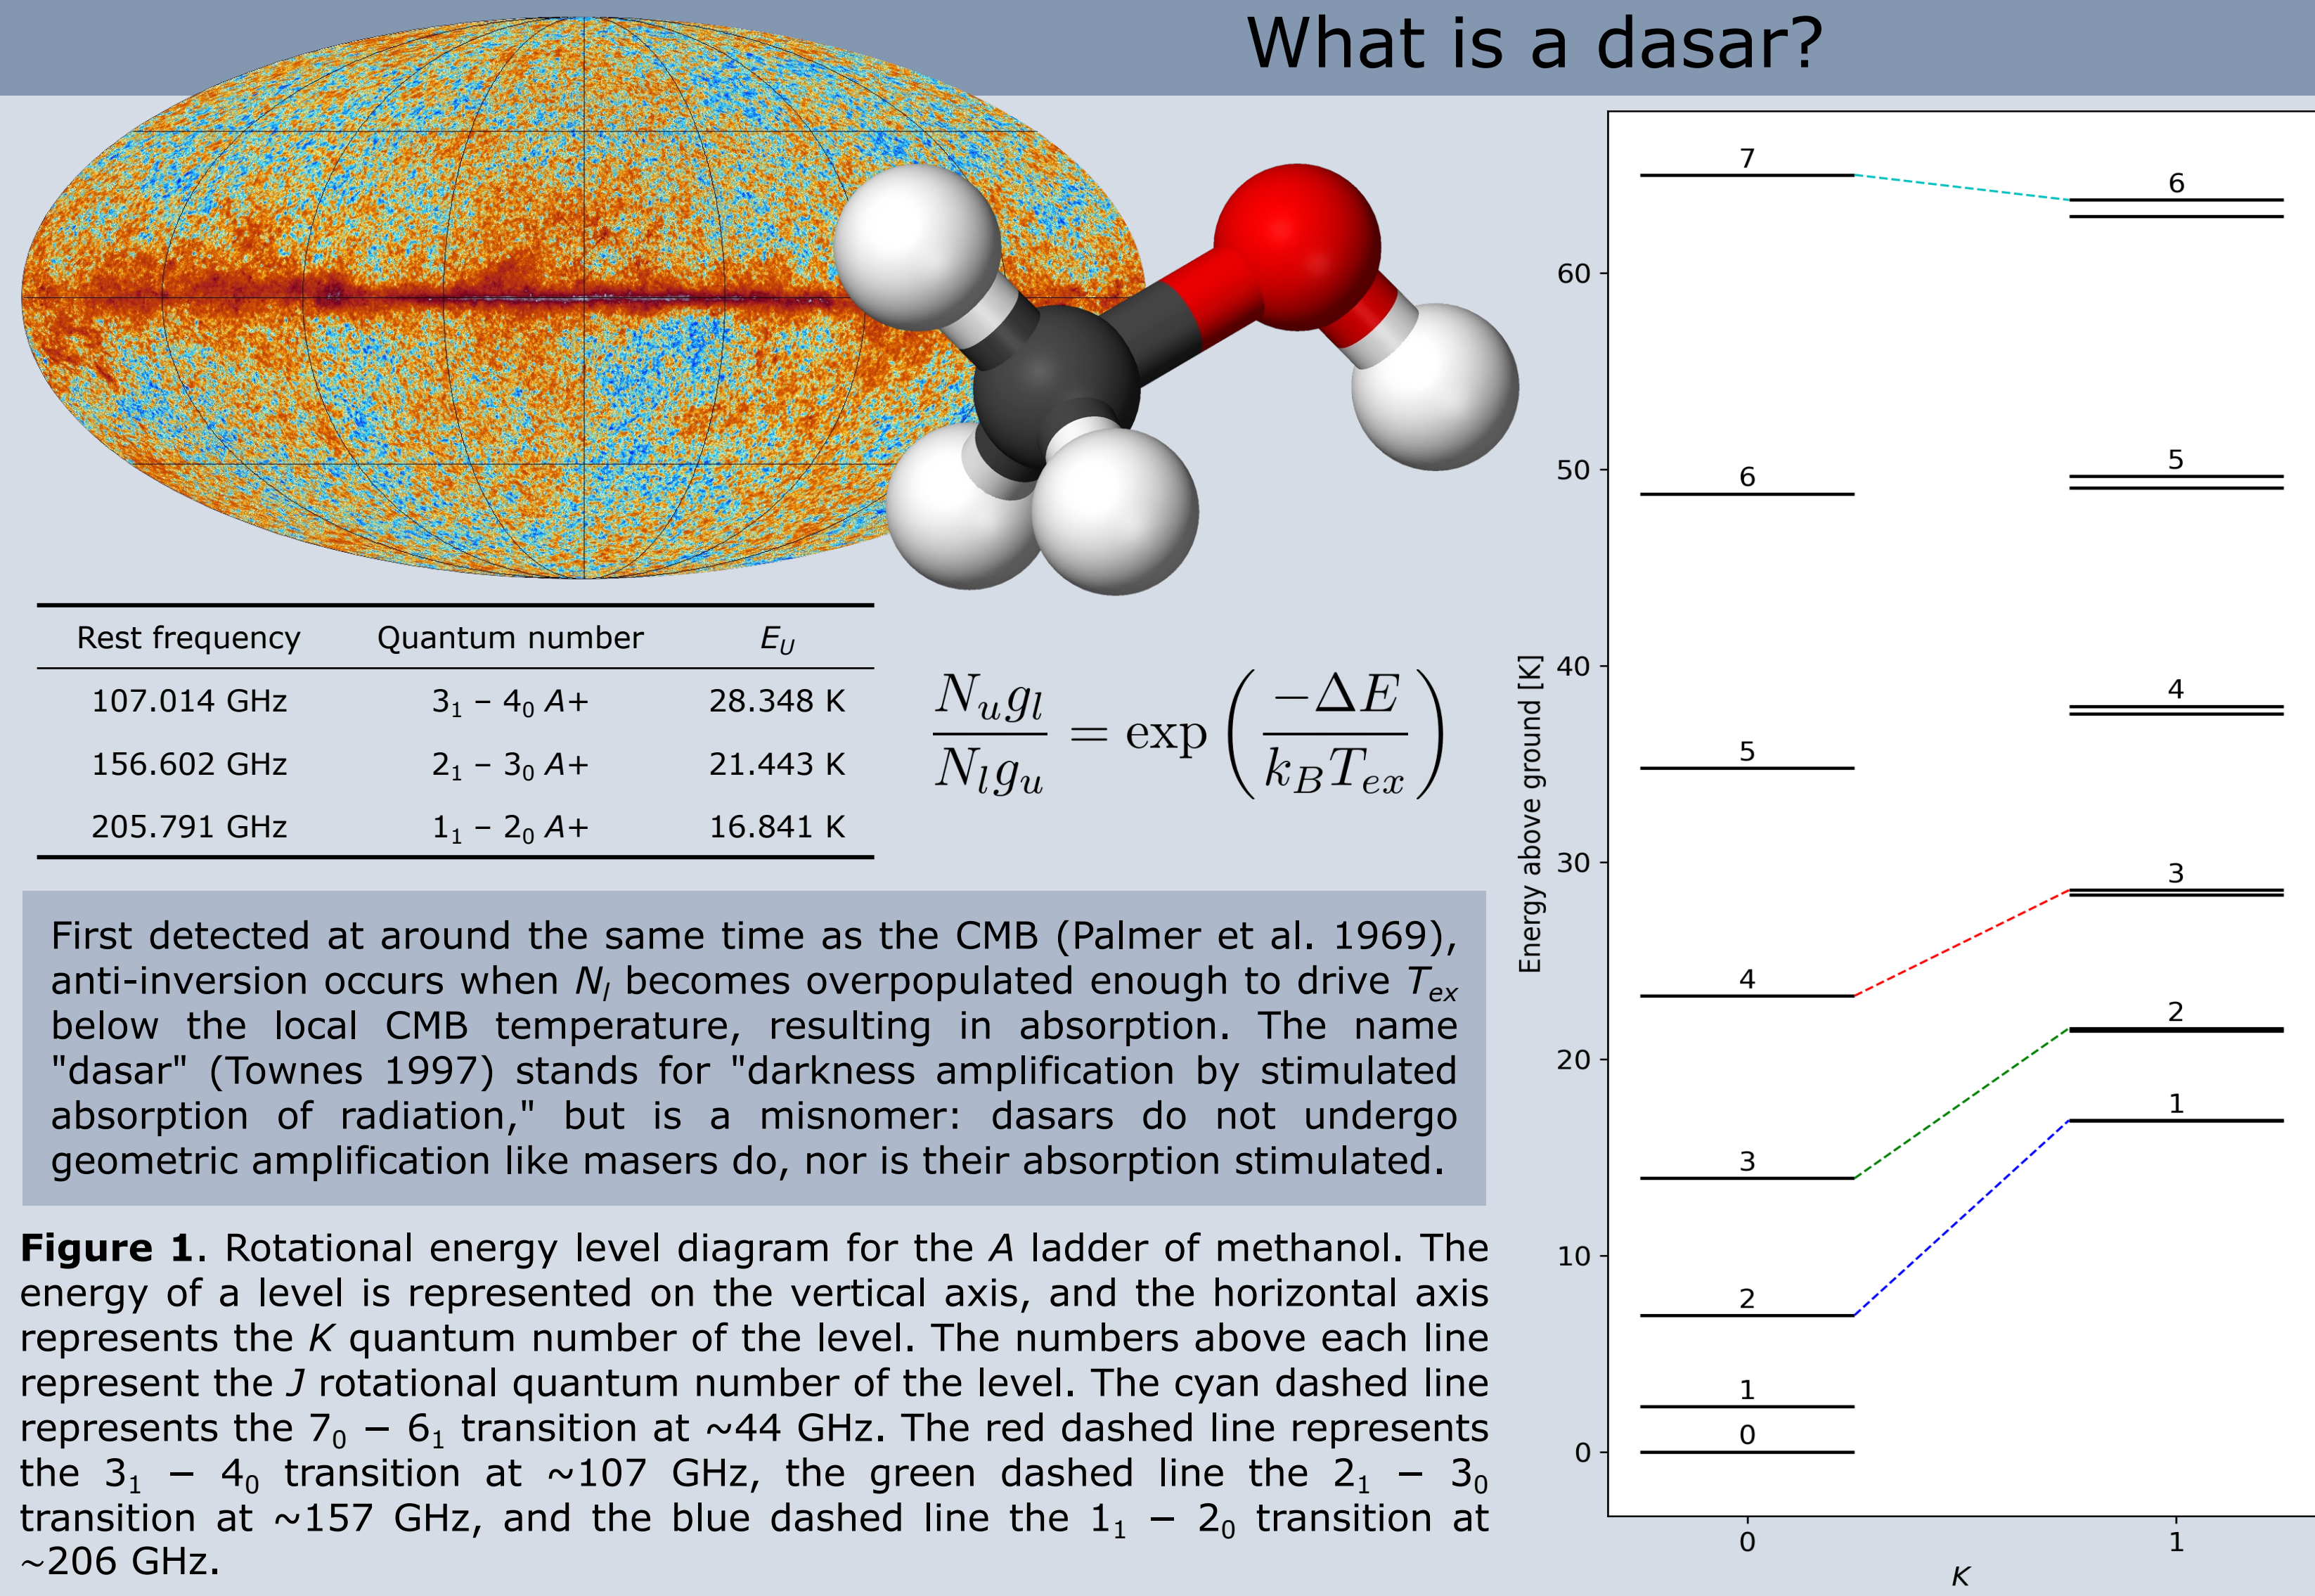 What is a dasar?
Rest frequency Quantum number E_U
107.014 GHz 3₁ – 4₀ A+ 28.348 K
156.602 GHz 2₁ – 3₀ A+ 21.443 K
205.791 GHz 1₁ – 2₀ A+ 16.841 K
N_u g_l / N_l g_u = exp ( −ΔE / k_B T_ex )
First detected at around the same time as the CMB (Palmer et al. 1969),
anti-inversion occurs when N_l becomes overpopulated enough to drive T_ex
below the local CMB temperature, resulting in absorption. The name
"dasar" (Townes 1997) stands for "darkness amplification by stimulated
absorption of radiation," but is a misnomer: dasars do not undergo
geometric amplification like masers do, nor is their absorption stimulated.
Figure 1. Rotational energy level diagram for the A ladder of methanol. The
energy of a level is represented on the vertical axis, and the horizontal axis
represents the K quantum number of the level. The numbers above each line
represent the J rotational quantum number of the level. The cyan dashed line
represents the 7₀ − 6₁ transition at ~44 GHz. The red dashed line represents
the 3₁ − 4₀ transition at ~107 GHz, the green dashed line the 2₁ − 3₀
transition at ~157 GHz, and the blue dashed line the 1₁ − 2₀ transition at
~206 GHz.
Energy above ground [K]
60
50
40
30
20
10
0
7
6
5
4
3
2
1
0
6
5
4
3
2
1
0 1
K